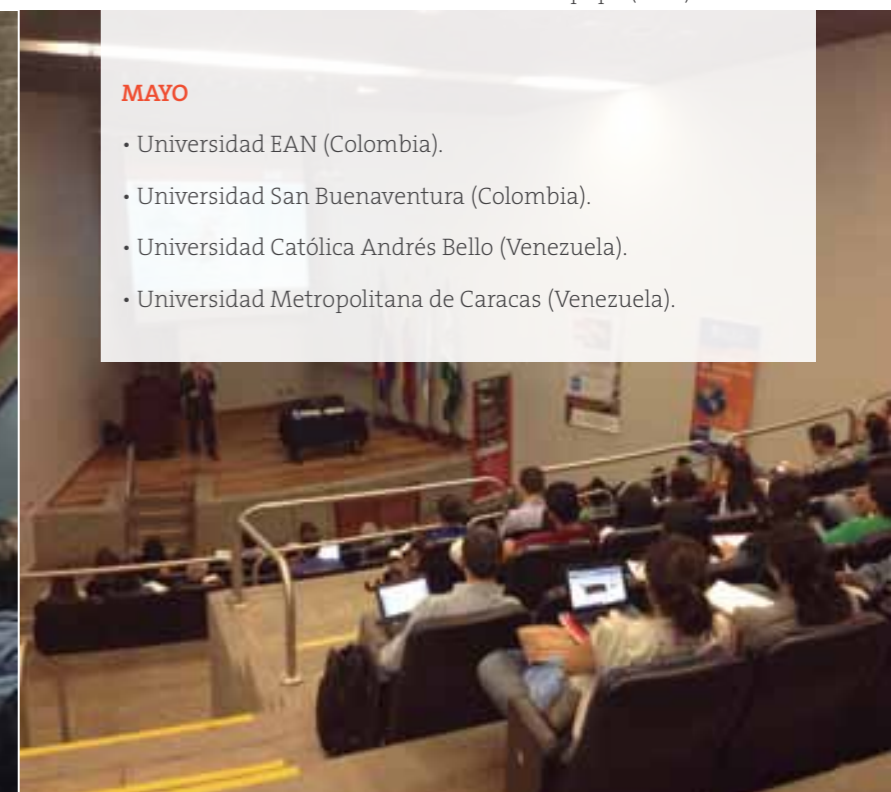 MAYO
• Universidad EAN (Colombia).
• Universidad San Buenaventura (Colombia).
• Universidad Católica Andrés Bello (Venezuela).
• Universidad Metropolitana de Caracas (Venezuela).